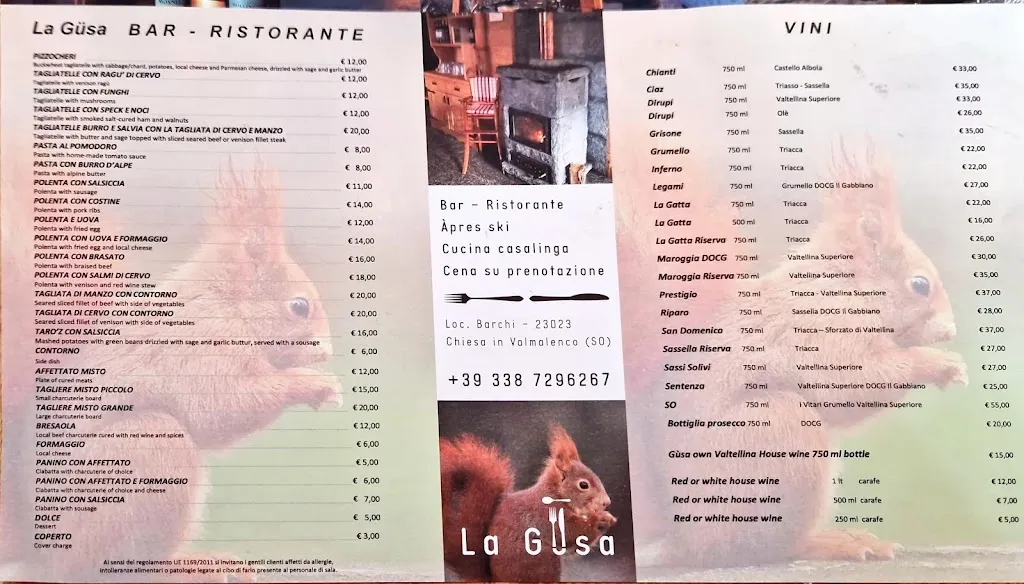 La Güsa BAR - RISTORANTE
PIZZOCHERI € 12,00
Buckwheat tagliatelle with cabbage/chard, potatoes, local cheese and Parmesan cheese, drizzled with sage and garlic butter
TAGLIATELLE CON RAGU' DI CERVO € 12,00
Tagliatelle with venison ragù
TAGLIATELLE CON FUNGHI € 12,00
Tagliatelle with mushrooms
TAGLIATELLE CON SPECK E NOCI € 12,00
Tagliatelle with smoked salt-cured ham and walnuts
TAGLIATELLE BURRO E SALVIA CON LA TAGLIATA DI CERVO E MANZO € 20,00
Tagliatelle with butter and sage topped with sliced seared beef or venison fillet steak
PASTA AL POMODORO € 8,00
Pasta with home-made tomato sauce
PASTA CON BURRO D'ALPE € 8,00
Pasta with alpine butter
POLENTA CON SALSICCIA € 11,00
Polenta with sausage
POLENTA CON COSTINE € 14,00
Polenta with pork ribs
POLENTA E UOVA € 12,00
Polenta with fried egg
POLENTA CON UOVA E FORMAGGIO € 14,00
Polenta with fried egg and local cheese
POLENTA CON BRASATO € 16,00
Polenta with braised beef
POLENTA CON SALMI DI CERVO € 18,00
Polenta with venison and red wine stew
TAGLIATA DI MANZO CON CONTORNO € 20,00
Seared sliced fillet of beef with side of vegetables
TAGLIATA DI CERVO CON CONTORNO € 20,00
Seared sliced fillet of venison with side of vegetables
TARO'Z CON SALSICCIA € 16,00
Mashed potatoes with green beans drizzled with sage and garlic buttur, served with a sousage
CONTORNO € 6,00
Side dish
AFFETTATO MISTO € 12,00
Plate of cured meats
TAGLIERE MISTO PICCOLO € 15,00
Small charcuterie board
TAGLIERE MISTO GRANDE € 20,00
Large charcuterie board
BRESAOLA € 12,00
Local beef charcuterie cured with red wine and spices
FORMAGGIO € 6,00
Local cheese
PANINO CON AFFETTATO € 5,00
Ciabatta with charcuterie of choice
PANINO CON AFFETTATO E FORMAGGIO € 6,00
Ciabatta with charcuterie of choice and cheese
PANINO CON SALSICCIA € 7,00
Ciabatta with sousage
DOLCE € 5,00
Dessert
COPERTO € 3,00
Cover charge
Ai sensi del regolamento UE 1169/2011 si invitano i gentili clienti affetti da allergie,
intolleranze alimentari o patologie legate al cibo di farlo presente al personale di sala.
Bar - Ristorante
Àpres ski
Cucina casalinga
Cena su prenotazione
Loc. Barchi - 23023
Chiesa in Valmalenco (SO)
+39 338 7296267
La Güsa
VINI
Chianti 750 ml Castello Albola € 33,00
Ciaz 750 ml Triasso - Sassella € 35,00
Dirupi 750 ml Valtellina Superiore € 33,00
Dirupi 750 ml Olè € 26,00
Grisone 750 ml Sassella € 35,00
Grumello 750 ml Triacca € 22,00
Inferno 750 ml Triacca € 22,00
Legami 750 ml Grumello DOCG Il Gabbiano € 27,00
La Gatta 750 ml Triacca € 22,00
La Gatta 500 ml Triacca € 16,00
La Gatta Riserva 750 ml Triacca € 26,00
Maroggia DOCG 750 ml Valtellina Superiore € 30,00
Maroggia Riserva 750 ml Valtellina Superiore € 35,00
Prestigio 750 ml Triacca - Valtellina Superiore € 37,00
Riparo 750 ml Sassella DOCG Il Gabbiano € 28,00
San Domenica 750 ml Triacca – Sforzato di Valtellina € 37,00
Sassella Riserva 750 ml Triacca € 27,00
Sassi Solivi 750 ml Valtellina Superiore € 27,00
Sentenza 750 ml Valtellina Superiore DOCG Il Gabbiano € 25,00
SO 750 ml i Vitari Grumello Valtellina Superiore € 55,00
Bottiglia prosecco 750 ml DOCG € 20,00
Gùsa own Valtellina House wine 750 ml bottle € 15,00
Red or white house wine 1 lt carafe € 12,00
Red or white house wine 500 ml carafe € 7,00
Red or white house wine 250 ml carafe € 5,00